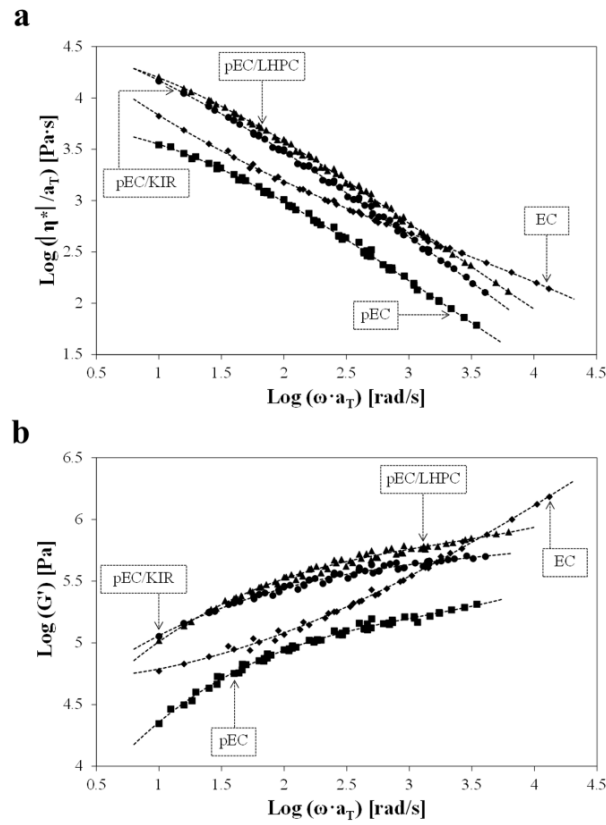 a
4.5
4
3.5
3
2.5
2
1.5
Log (|η*|/a_T) [Pa·s]
pEC/LHPC
pEC/KIR
EC
pEC
0.5 1 1.5 2 2.5 3 3.5 4 4.5
Log (ω·a_T) [rad/s]
b
6.5
6
5.5
5
4.5
4
Log (G') [Pa]
pEC/LHPC
pEC/KIR
EC
pEC
0.5 1 1.5 2 2.5 3 3.5 4 4.5
Log (ω·a_T) [rad/s]